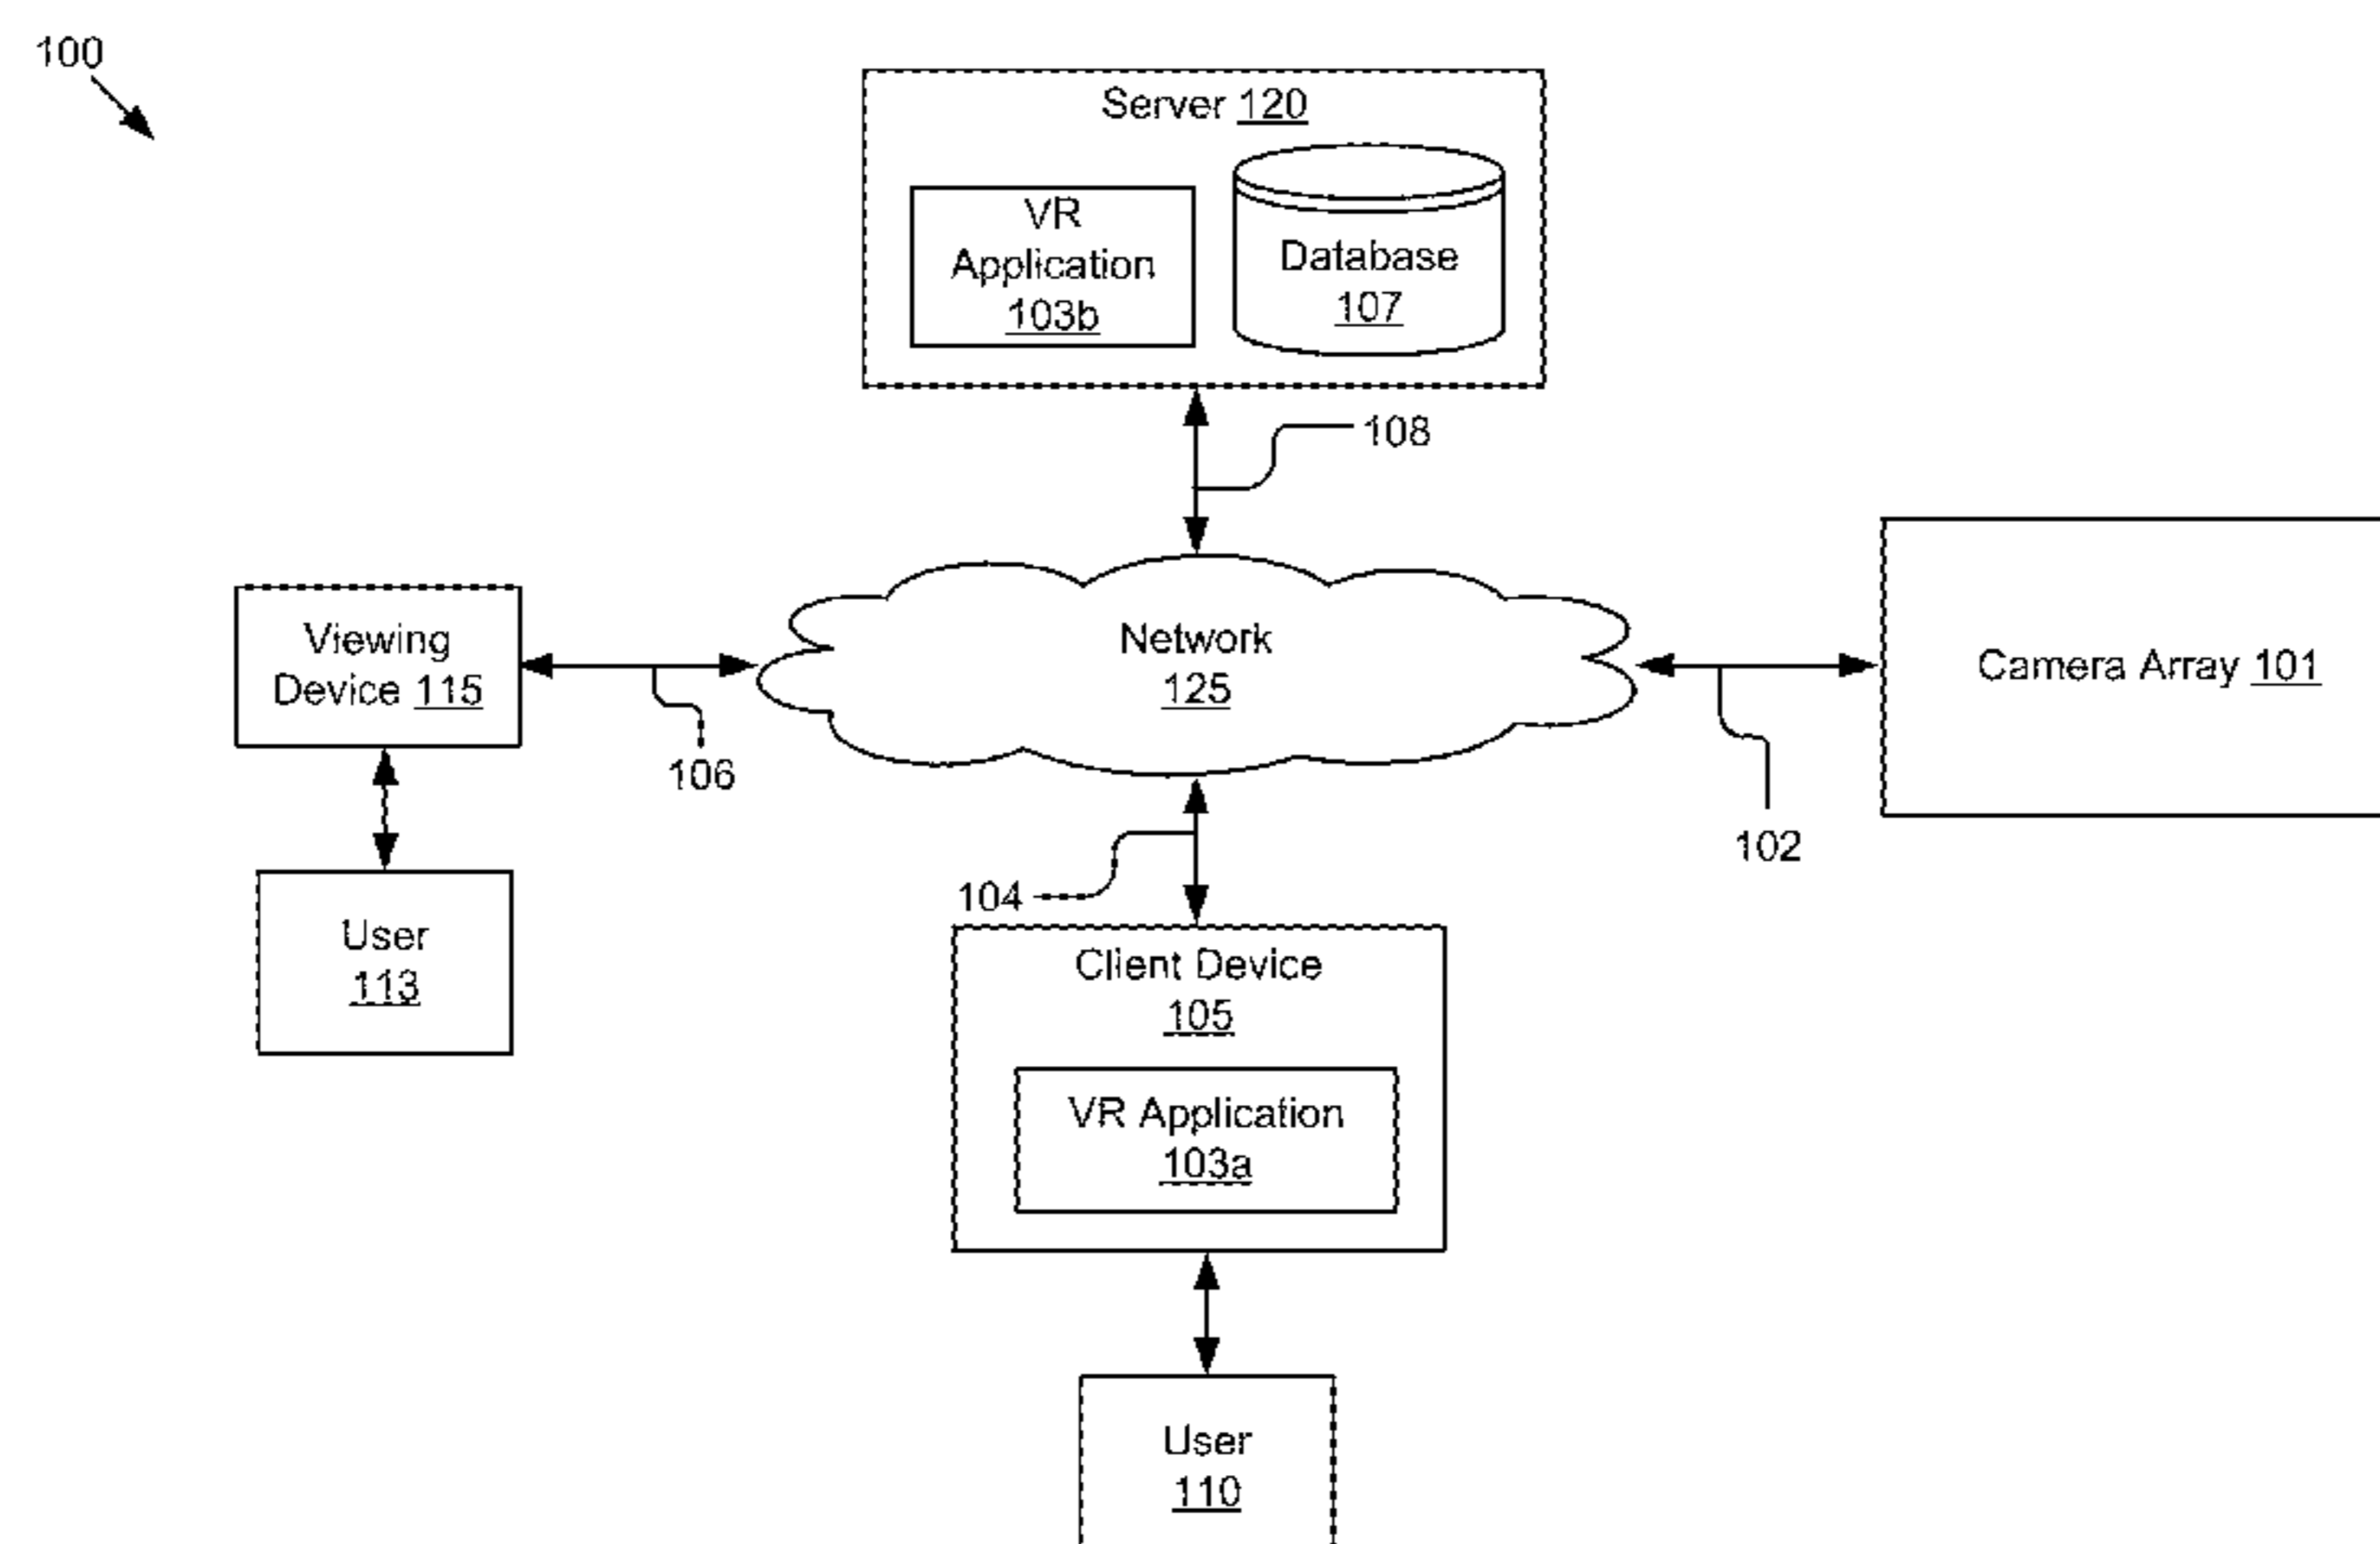 100
Server 120
VR
Application
103b
Database
107
108
Viewing
Device 115
Network
125
Camera Array 101
106
102
104
User
113
Client Device
105
VR Application
103a
User
110